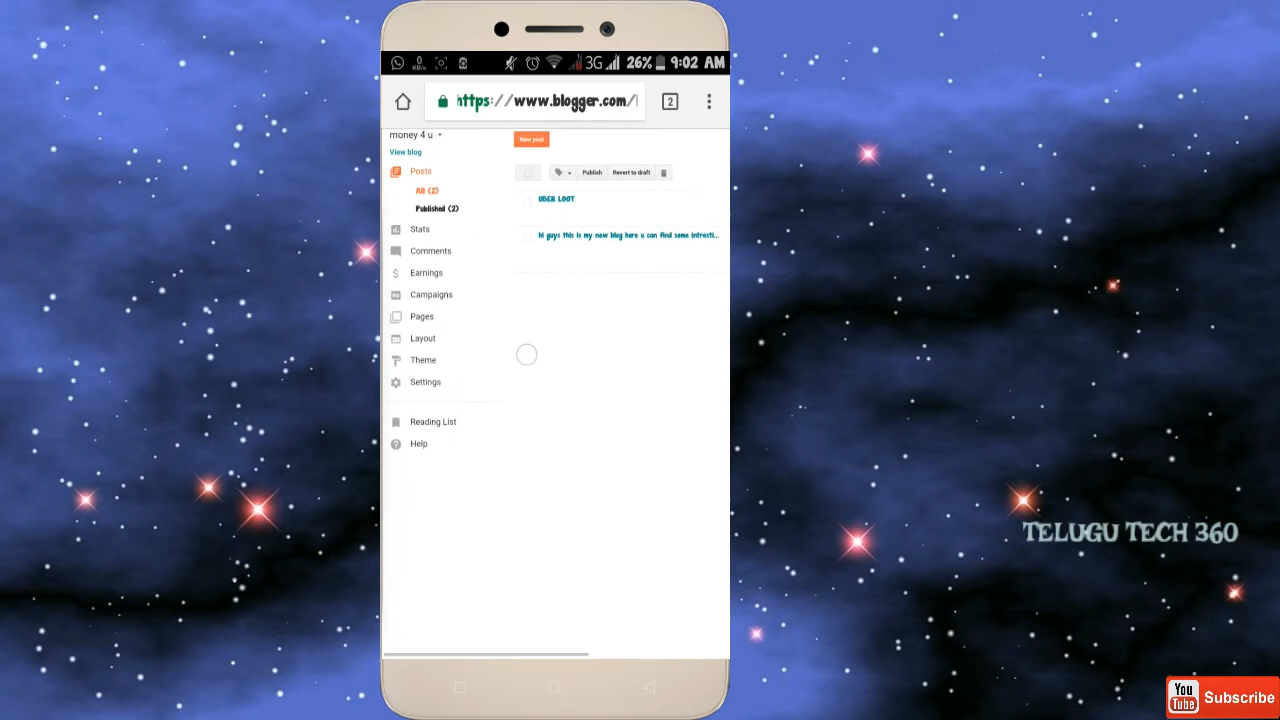 0
KB/s
3G
26%
9:02 AM
https://www.blogger.com/
2
money 4 u
View blog
New post
Posts
Publish
Revert to draft
All (2)
UBER LOOT
Published (2)
Stats
hi guys this is my new blog here u can find some intresti...
Comments
Earnings
Campaigns
Pages
Layout
Theme
Settings
Reading List
Help
TELUGU TECH 360
You
Tube
Subscribe